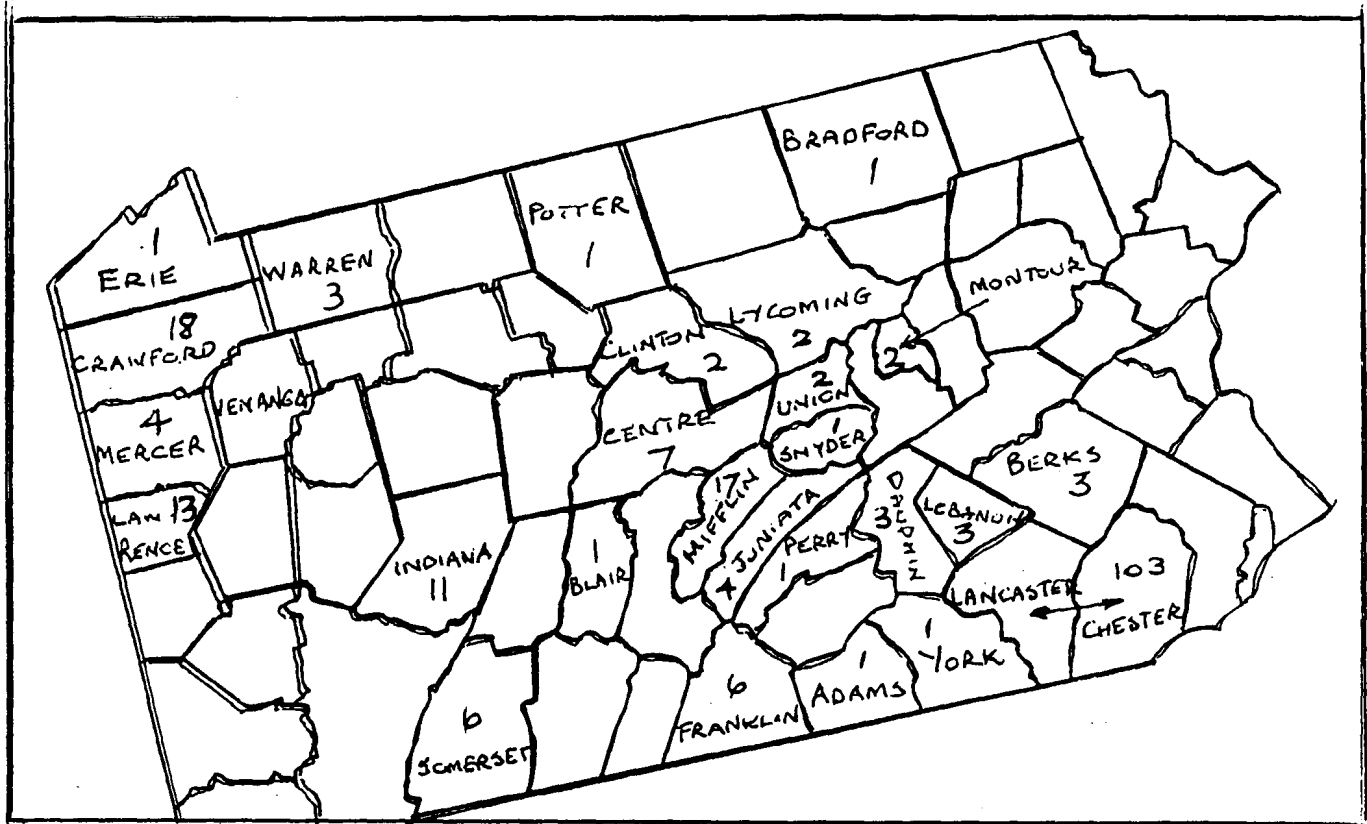 BRADFORD
1
POTTER
1
1
ERIE
WARREN
3
MONTOUR
18
CRAWFORD
LYCOMING
2
CLINTON
2
2
VENANGO
2
UNION
4
MERCER
CENTRE
7
1
SNYDER
BERKS
3
17
MIFFLIN
DAUPHIN
3
LEBANON
3
LAW 13
RENCE
JUNIATA
4
PERRY
1
INDIANA
11
1
BLAIR
LANCASTER
103
CHESTER
1
YORK
1
ADAMS
6
FRANKLIN
6
SOMERSET